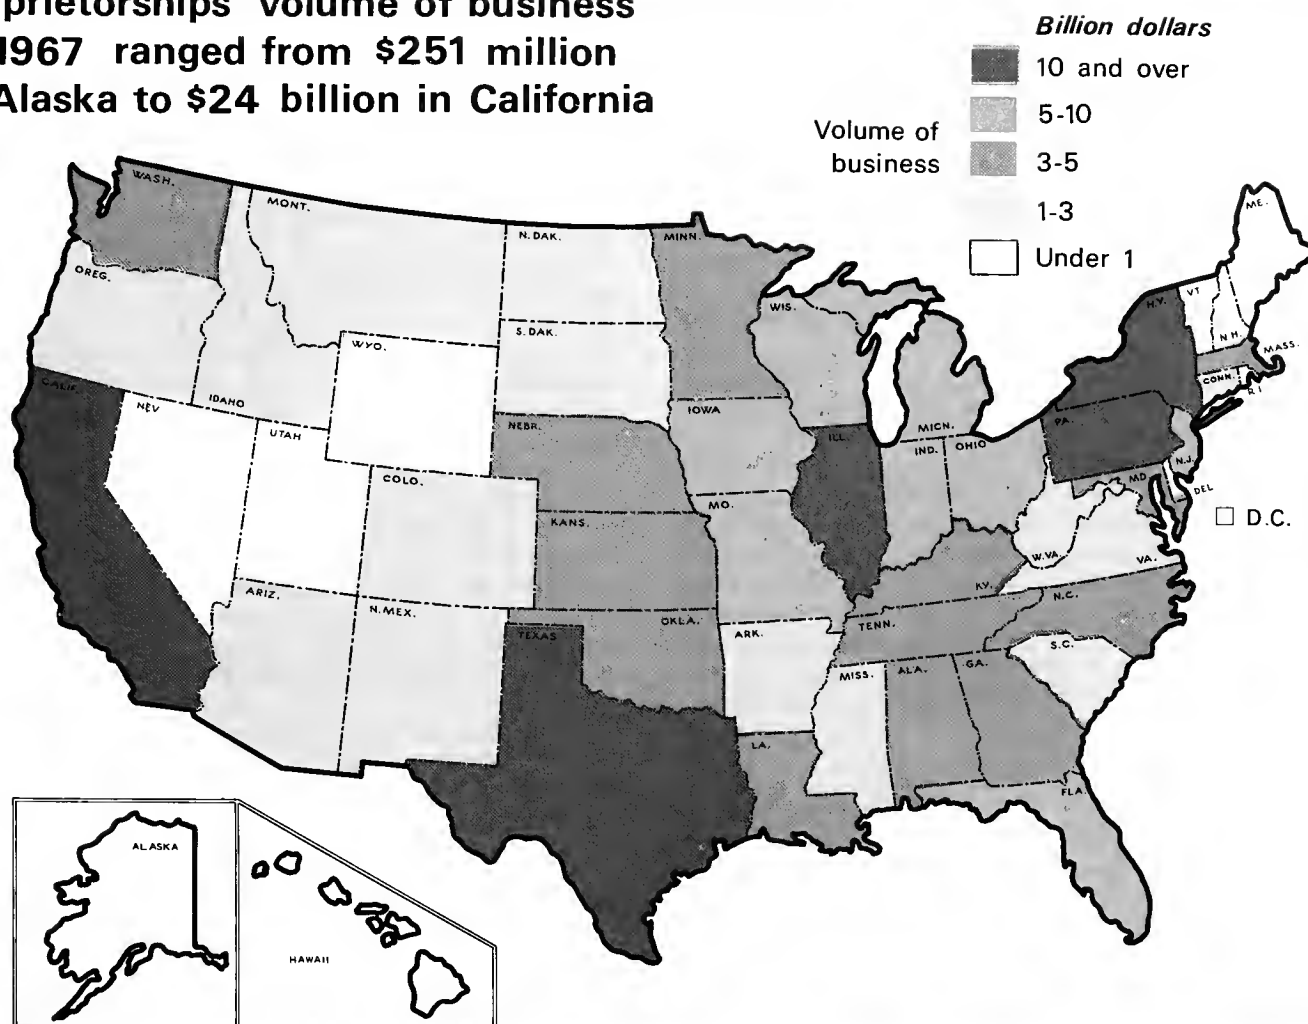 prietorships volume of business
1967 ranged from $251 million
Alaska to $24 billion in California
Billion dollars
10 and over
5-10
3-5
1-3
Under 1
Volume of
business
WASH.
MONT.
N. DAK.
MINN.
ME.
OREG.
S. DAK.
WIS.
N.Y.
VT
N H.
MASS.
WYO.
CALIF.
NEV
IDAHO
IOWA
CONN.
R I
UTAH
NEBR.
ILL.
MICN.
IND.
OHIO
PA.
N.J.
COLO.
MO.
MD
DEL
D.C.
KANS.
W.VA.
VA.
ARIZ.
N.MEX.
KY.
N.C.
TEXAS
OKLA.
ARK.
TENN.
S.C.
MISS.
ALA.
GA.
LA.
FLA.
ALASKA
HAWAII